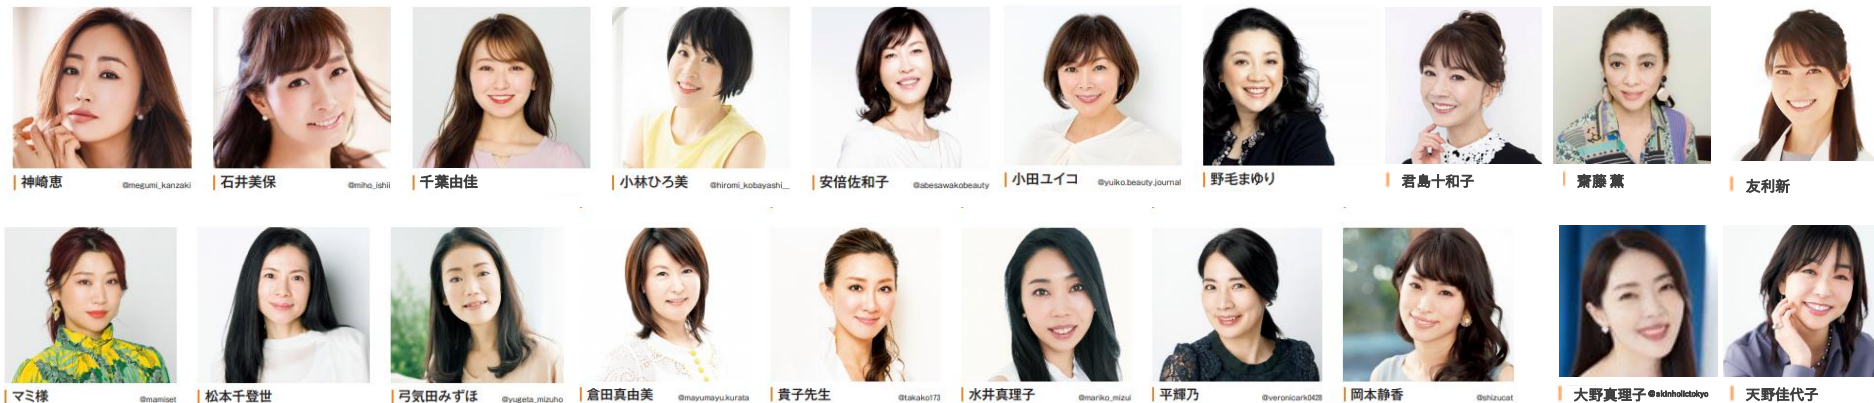 神崎恵 @megumi_kanzaki
石井美保 @miho_ishii
千葉由佳
小林ひろ美 @hiromi_kobayashi__
安倍佐和子 @abesawakobeauty
小田ユイコ @yuiko.beauty.journal
野毛まゆり
君島十和子
齋藤 薫
友利新
マミ様 @mamiset
松本千登世
弓気田みずほ @yugeta_mizuho
倉田真由美 @mayumayu.kurata
貴子先生 @takako173
水井真理子 @mariko_mizui
平輝乃 @veronicark0428
岡本静香 @shizucat
大野真理子 @skinholictokyo
天野佳代子